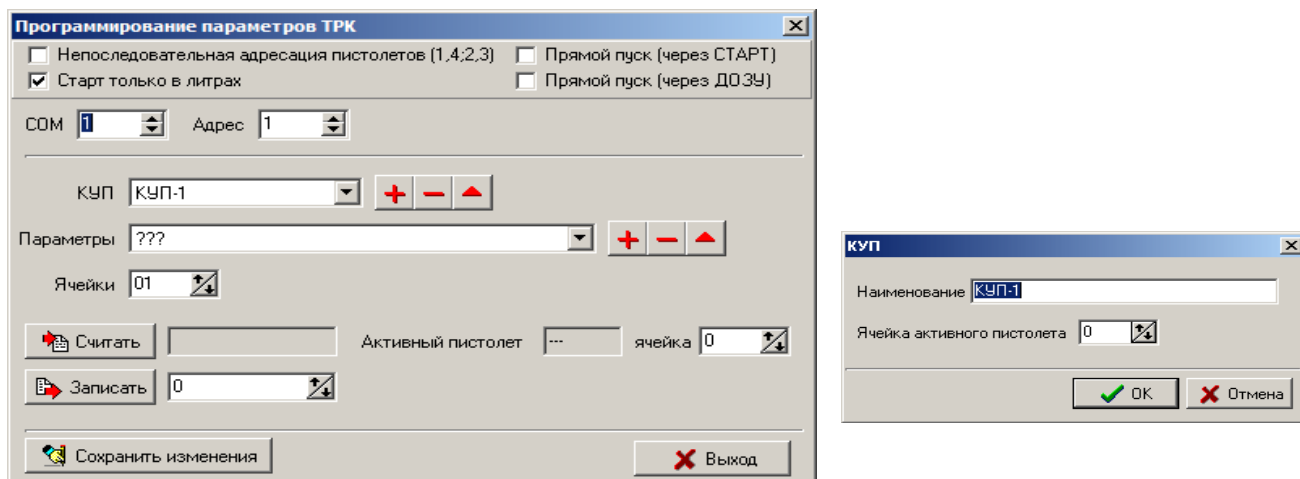 Программирование параметров ТРК
Непоследовательная адресация пистолетов (1,4;2,3) Прямой пуск (через СТАРТ)
Старт только в литрах Прямой пуск (через ДОЗУ)
COM 1 Адрес 1
КУП КУП-1
Параметры ???
Ячейки 01
Считать Активный пистолет --- ячейка 0
Записать 0
Сохранить изменения Выход
КУП
Наименование КУП-1
Ячейка активного пистолета 0
OK Отмена